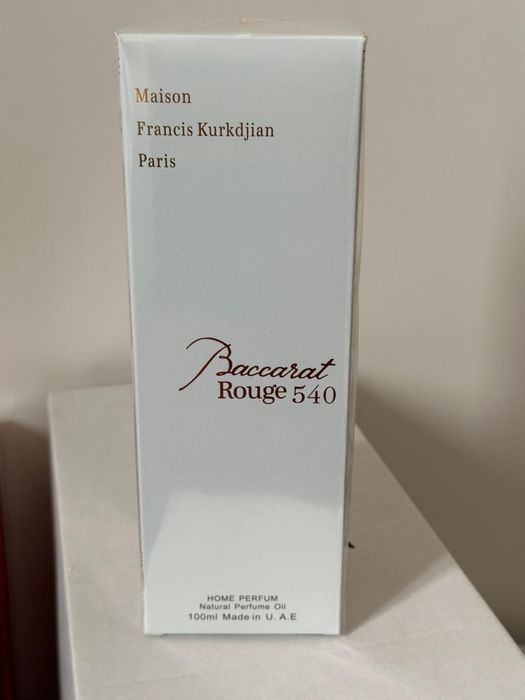 Maison
Francis Kurkdjian
Paris
Baccarat
Rouge 540
HOME PERFUM
Natural Perfume Oil
100ml Made in U. A.E